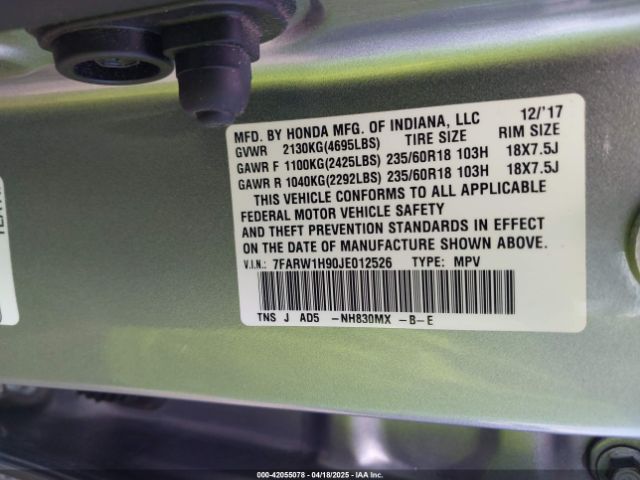 MFD. BY HONDA MFG. OF INDIANA, LLC 12/'17
GVWR 2130KG(4695LBS) TIRE SIZE RIM SIZE
GAWR F 1100KG(2425LBS) 235/60R18 103H 18X7.5J
GAWR R 1040KG(2292LBS) 235/60R18 103H 18X7.5J
THIS VEHICLE CONFORMS TO ALL APPLICABLE
FEDERAL MOTOR VEHICLE SAFETY
AND THEFT PREVENTION STANDARDS IN EFFECT
ON THE DATE OF MANUFACTURE SHOWN ABOVE.
V.I.N.: 7FARW1H90JE012526 TYPE: MPV
TNS J AD5 -NH830MX -B-E
000-42055078 - 04/18/2025 - IAA Inc.